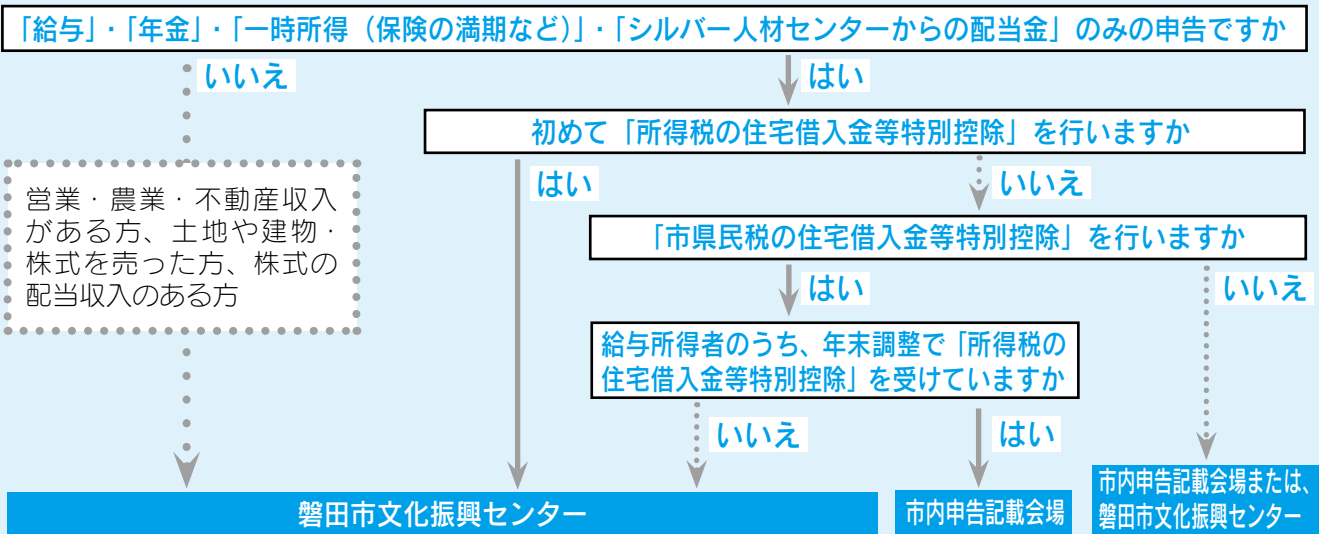 「給与」・「年金」・「一時所得（保険の満期など）」・「シルバー人材センターからの配当金」のみの申告ですか
いいえ
はい
初めて「所得税の住宅借入金等特別控除」を行いますか
営業・農業・不動産収入
がある方、土地や建物・
株式を売った方、株式の
配当収入のある方
はい
いいえ
「市県民税の住宅借入金等特別控除」を行いますか
はい
いいえ
給与所得者のうち、年末調整で「所得税の
住宅借入金等特別控除」を受けていますか
いいえ
はい
磐田市文化振興センター
市内申告記載会場
市内申告記載会場または、
磐田市文化振興センター